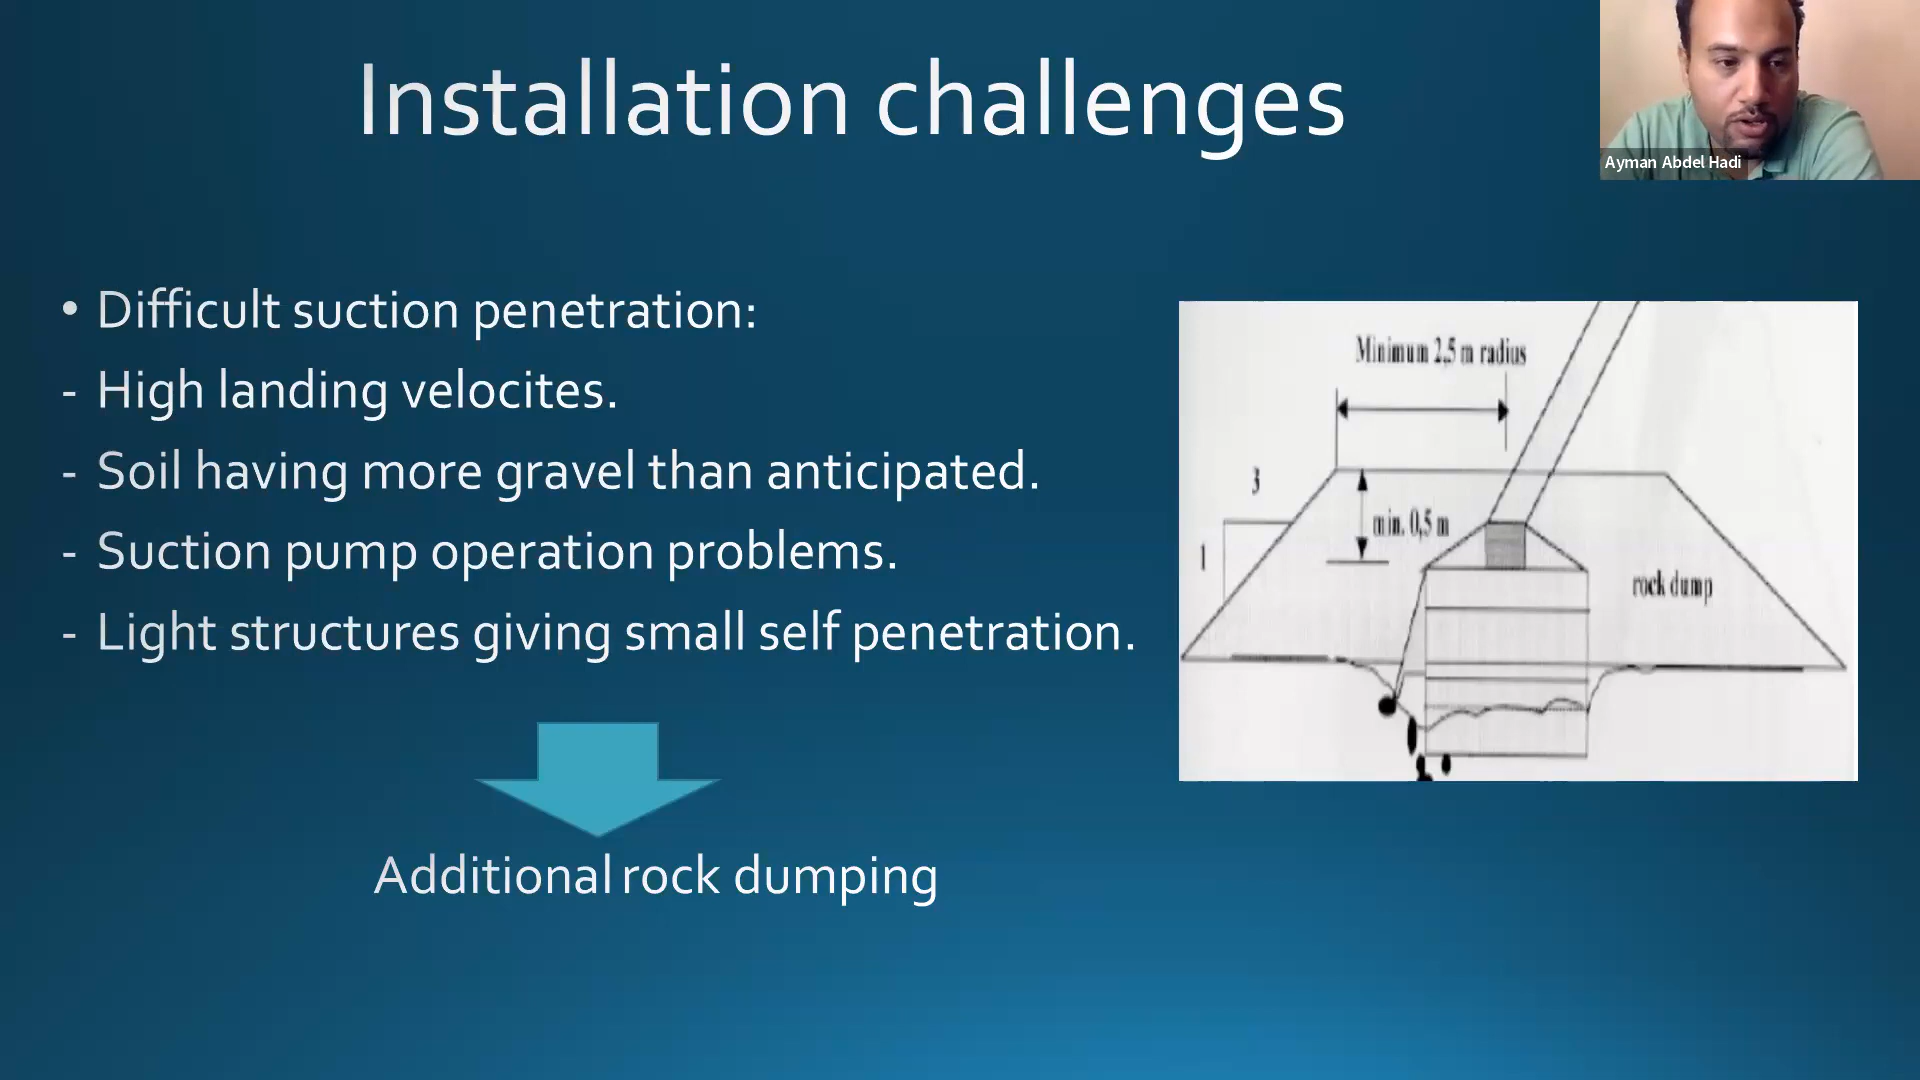 Installation challenges
Ayman Abdel Hadi
• Difficult suction penetration:
- High landing velocites.
- Soil having more gravel than anticipated.
- Suction pump operation problems.
- Light structures giving small self penetration.
Additional rock dumping
Minimum 2,5 m radius
3
1
min. 0,5 m
rock dump